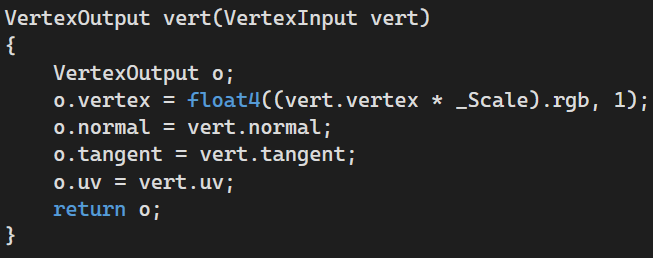 VertexOutput vert(VertexInput vert)
{
    VertexOutput o;
    o.vertex = float4((vert.vertex * _Scale).rgb, 1);
    o.normal = vert.normal;
    o.tangent = vert.tangent;
    o.uv = vert.uv;
    return o;
}